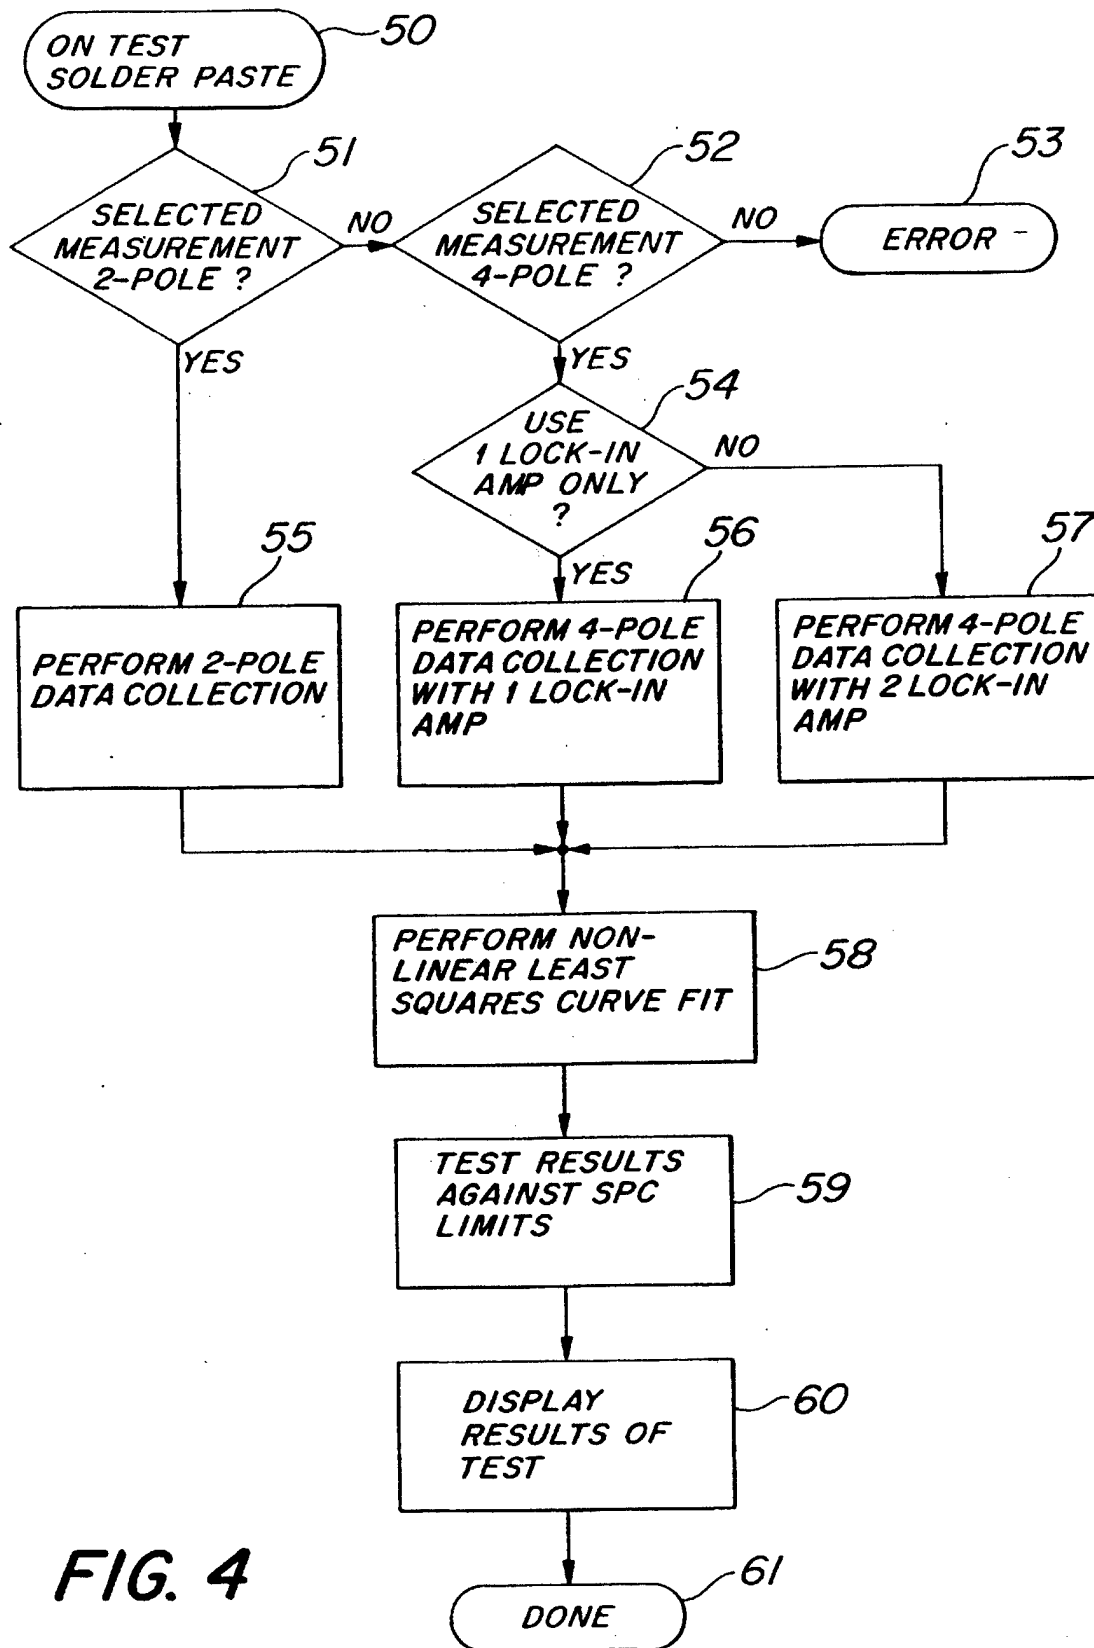 ON TEST
SOLDER PASTE
50
51
SELECTED
MEASUREMENT
2-POLE ?
NO
YES
52
SELECTED
MEASUREMENT
4-POLE ?
NO
YES
53
ERROR
54
USE
1 LOCK-IN
AMP ONLY
?
NO
YES
55
PERFORM 2-POLE
DATA COLLECTION
56
PERFORM 4-POLE
DATA COLLECTION
WITH 1 LOCK-IN
AMP
57
PERFORM 4-POLE
DATA COLLECTION
WITH 2 LOCK-IN
AMP
PERFORM NON-
LINEAR LEAST
SQUARES CURVE FIT
58
TEST RESULTS
AGAINST SPC
LIMITS
59
DISPLAY
RESULTS OF
TEST
60
DONE
61
FIG. 4